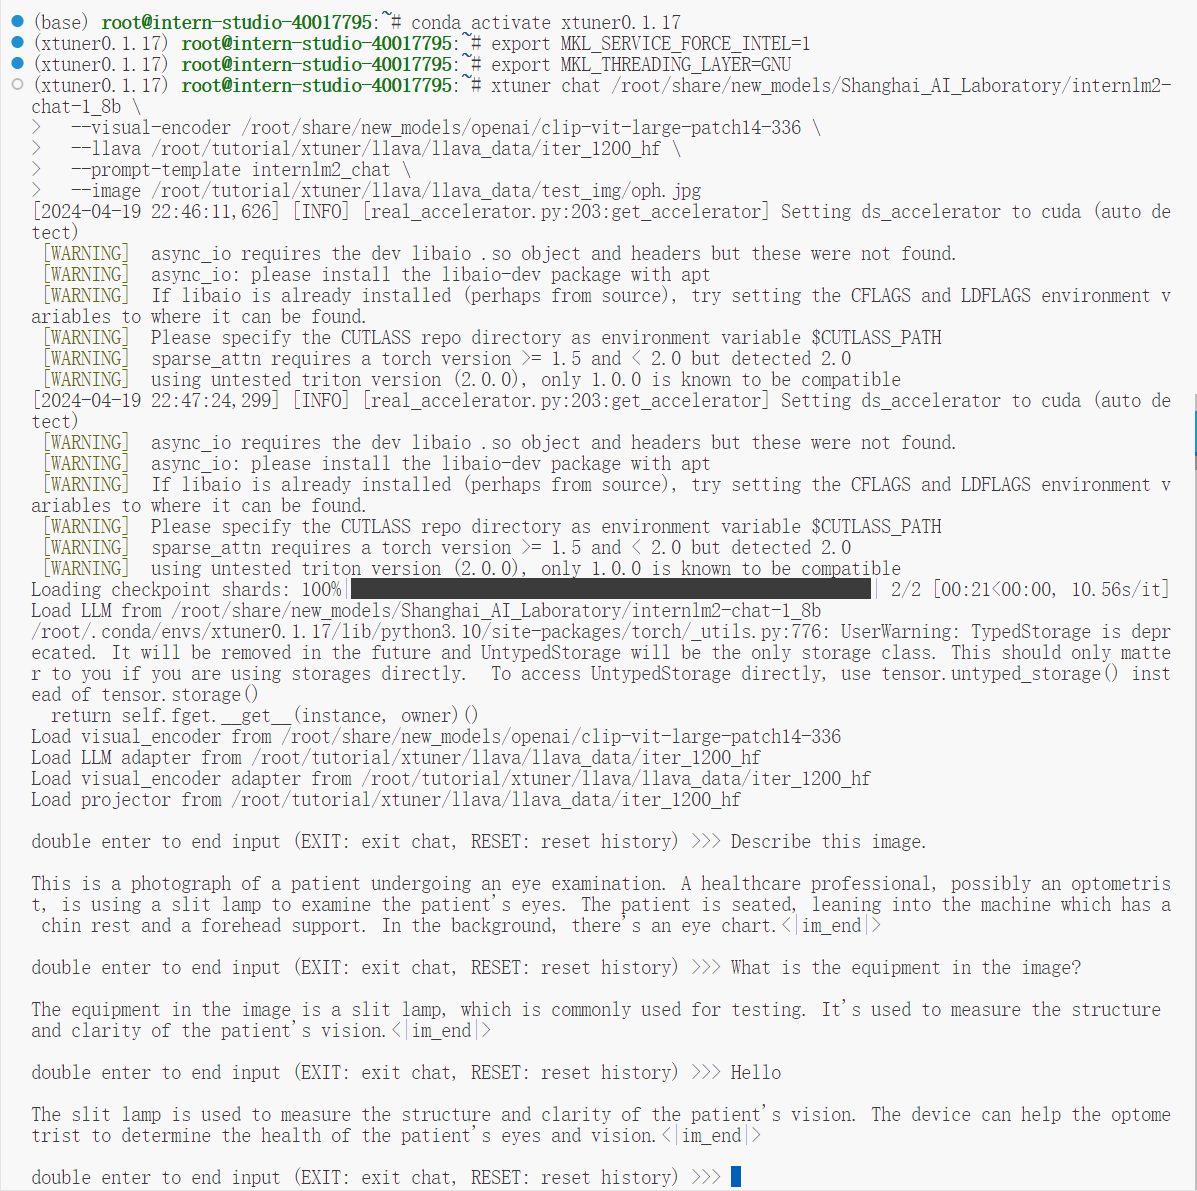 (base) root@intern-studio-40017795:~# conda activate xtuner0.1.17
(xtuner0.1.17) root@intern-studio-40017795:~# export MKL_SERVICE_FORCE_INTEL=1
(xtuner0.1.17) root@intern-studio-40017795:~# export MKL_THREADING_LAYER=GNU
(xtuner0.1.17) root@intern-studio-40017795:~# xtuner chat /root/share/new_models/Shanghai_AI_Laboratory/internlm2-
chat-1_8b \
>   --visual-encoder /root/share/new_models/openai/clip-vit-large-patch14-336 \
>   --llava /root/tutorial/xtuner/llava/llava_data/iter_1200_hf \
>   --prompt-template internlm2_chat \
>   --image /root/tutorial/xtuner/llava/llava_data/test_img/oph.jpg
[2024-04-19 22:46:11,626] [INFO] [real_accelerator.py:203:get_accelerator] Setting ds_accelerator to cuda (auto de
tect)
 [WARNING]  async_io requires the dev libaio .so object and headers but these were not found.
 [WARNING]  async_io: please install the libaio-dev package with apt
 [WARNING]  If libaio is already installed (perhaps from source), try setting the CFLAGS and LDFLAGS environment v
ariables to where it can be found.
 [WARNING]  Please specify the CUTLASS repo directory as environment variable $CUTLASS_PATH
 [WARNING]  sparse_attn requires a torch version >= 1.5 and < 2.0 but detected 2.0
 [WARNING]  using untested triton version (2.0.0), only 1.0.0 is known to be compatible
[2024-04-19 22:47:24,299] [INFO] [real_accelerator.py:203:get_accelerator] Setting ds_accelerator to cuda (auto de
tect)
 [WARNING]  async_io requires the dev libaio .so object and headers but these were not found.
 [WARNING]  async_io: please install the libaio-dev package with apt
 [WARNING]  If libaio is already installed (perhaps from source), try setting the CFLAGS and LDFLAGS environment v
ariables to where it can be found.
 [WARNING]  Please specify the CUTLASS repo directory as environment variable $CUTLASS_PATH
 [WARNING]  sparse_attn requires a torch version >= 1.5 and < 2.0 but detected 2.0
 [WARNING]  using untested triton version (2.0.0), only 1.0.0 is known to be compatible
Loading checkpoint shards: 100%| | 2/2 [00:21<00:00, 10.56s/it]
Load LLM from /root/share/new_models/Shanghai_AI_Laboratory/internlm2-chat-1_8b
/root/.conda/envs/xtuner0.1.17/lib/python3.10/site-packages/torch/_utils.py:776: UserWarning: TypedStorage is depr
ecated. It will be removed in the future and UntypedStorage will be the only storage class. This should only matte
r to you if you are using storages directly.  To access UntypedStorage directly, use tensor.untyped_storage() inst
ead of tensor.storage()
  return self.fget.__get__(instance, owner)()
Load visual_encoder from /root/share/new_models/openai/clip-vit-large-patch14-336
Load LLM adapter from /root/tutorial/xtuner/llava/llava_data/iter_1200_hf
Load visual_encoder adapter from /root/tutorial/xtuner/llava/llava_data/iter_1200_hf
Load projector from /root/tutorial/xtuner/llava/llava_data/iter_1200_hf
double enter to end input (EXIT: exit chat, RESET: reset history) >>> Describe this image.
This is a photograph of a patient undergoing an eye examination. A healthcare professional, possibly an optometris
t, is using a slit lamp to examine the patient's eyes. The patient is seated, leaning into the machine which has a
 chin rest and a forehead support. In the background, there's an eye chart.<|im_end|>
double enter to end input (EXIT: exit chat, RESET: reset history) >>> What is the equipment in the image?
The equipment in the image is a slit lamp, which is commonly used for testing. It's used to measure the structure
and clarity of the patient's vision.<|im_end|>
double enter to end input (EXIT: exit chat, RESET: reset history) >>> Hello
The slit lamp is used to measure the structure and clarity of the patient's vision. The device can help the optome
trist to determine the health of the patient's eyes and vision.<|im_end|>
double enter to end input (EXIT: exit chat, RESET: reset history) >>>